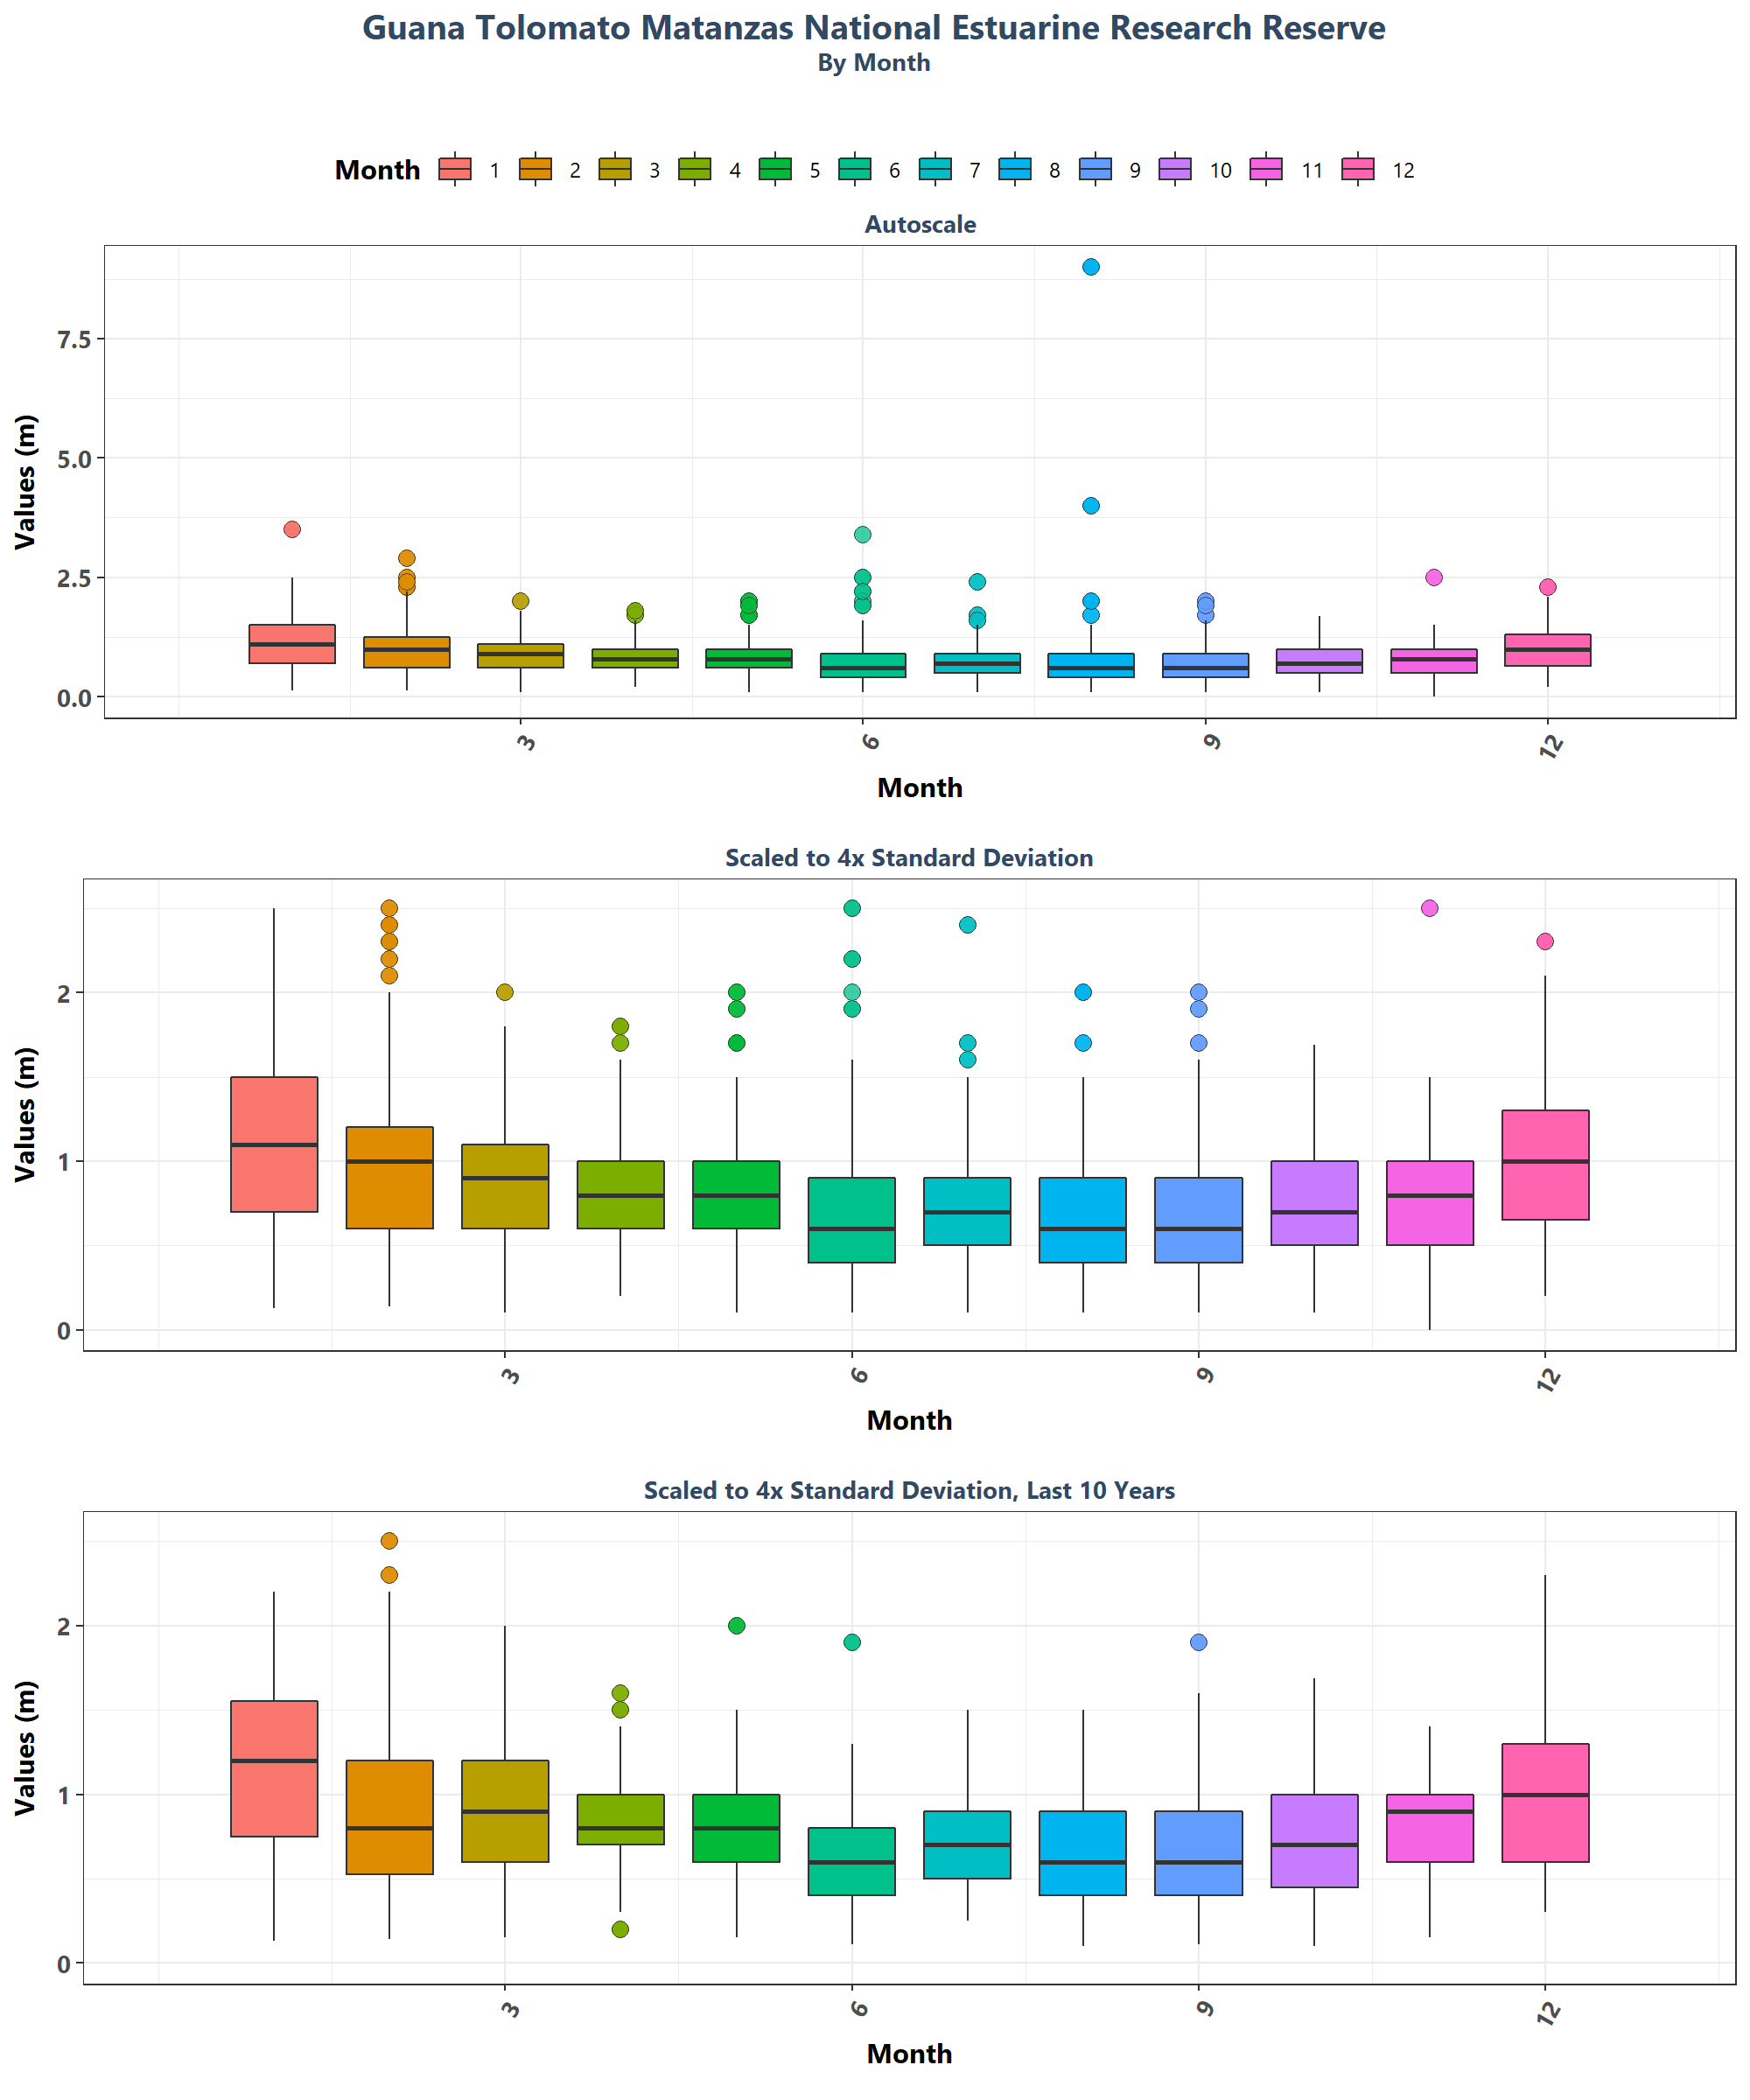 Guana Tolomato Matanzas National Estuarine Research Reserve
By Month
Month 1 2 3 4 5 6 7 8 9 10 11 12
Autoscale
Values (m)
7.5
5.0
2.5
0.0
3 6 9 12
Month
Scaled to 4x Standard Deviation
Values (m)
2
1
0
3 6 9 12
Month
Scaled to 4x Standard Deviation, Last 10 Years
Values (m)
2
1
0
3 6 9 12
Month